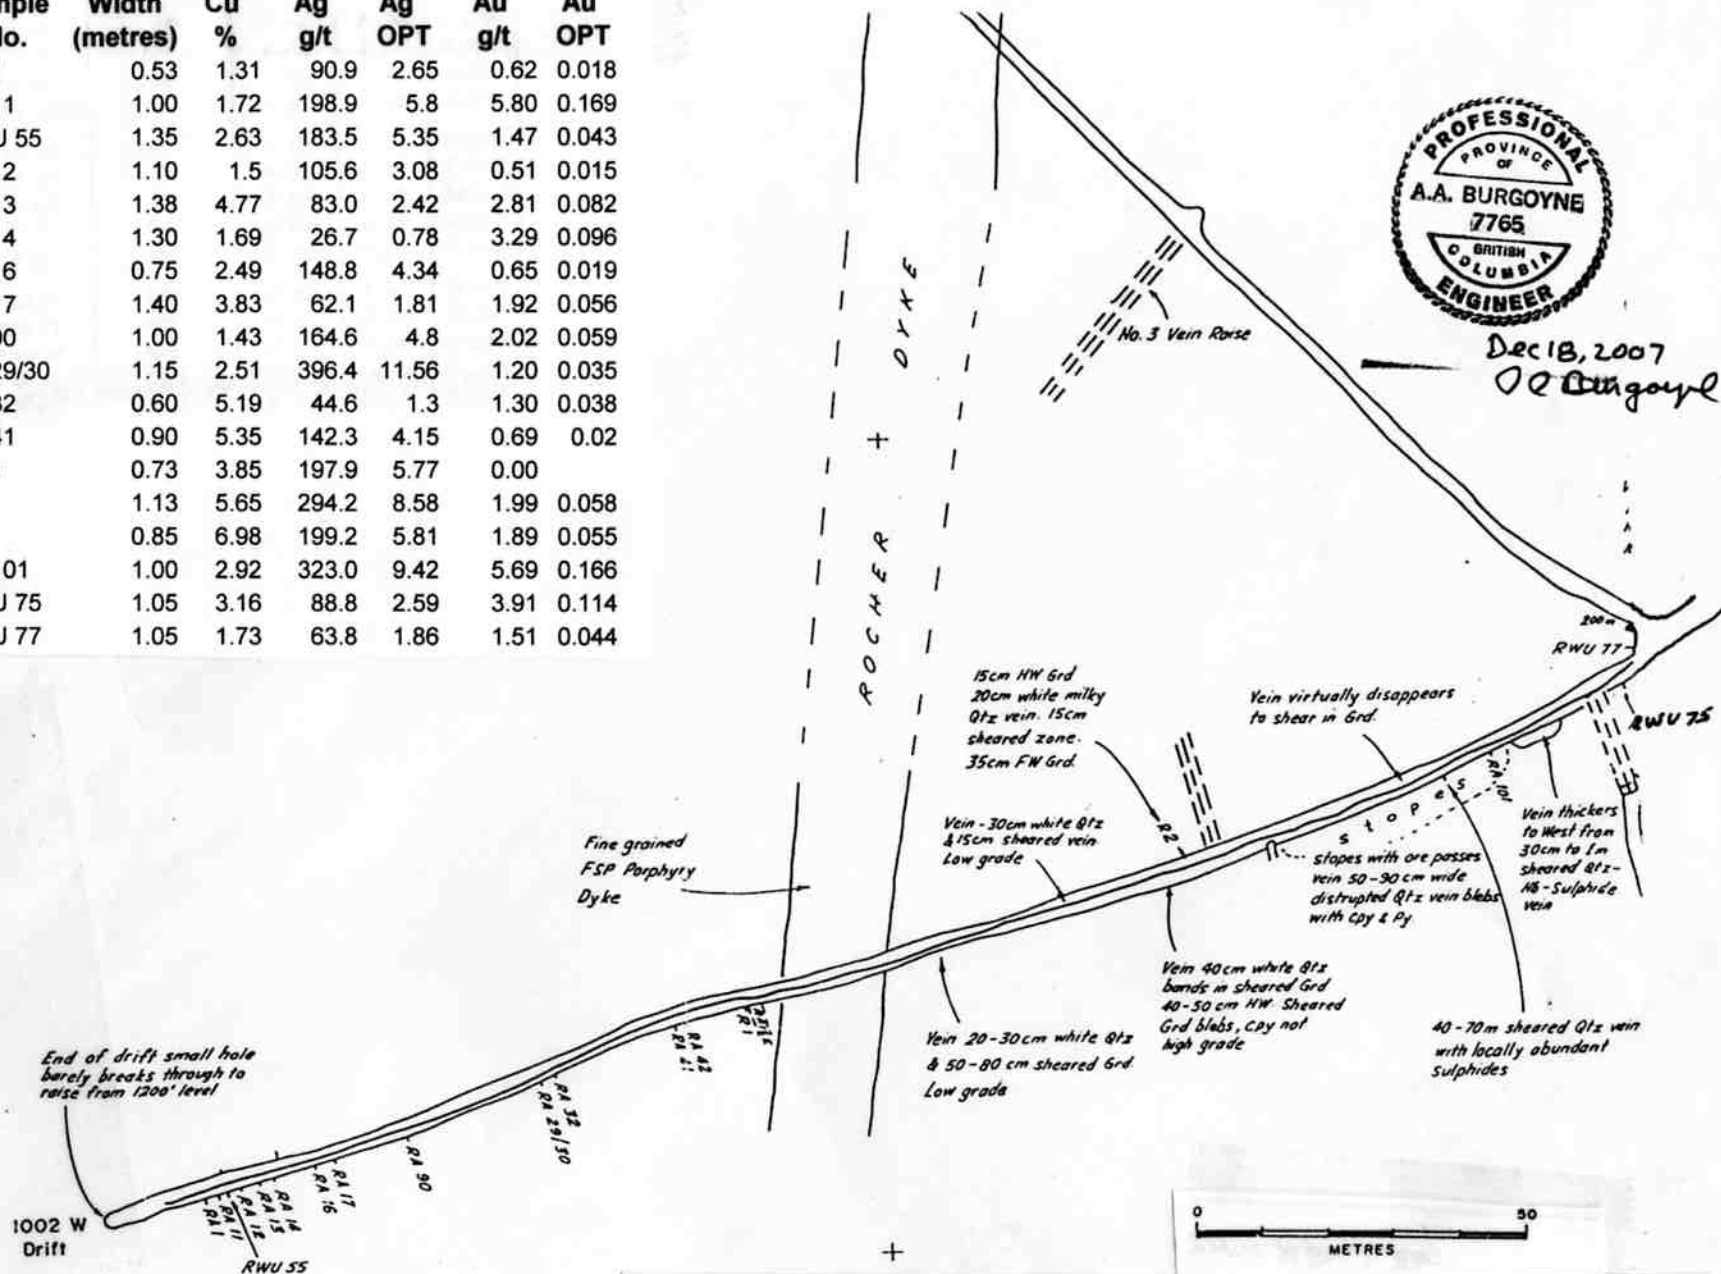 mple Width Cu Ag Ag Au Au
No. (metres) % g/t OPT g/t OPT
0.53 1.31 90.9 2.65 0.62 0.018
1 1.00 1.72 198.9 5.8 5.80 0.169
U 55 1.35 2.63 183.5 5.35 1.47 0.043
2 1.10 1.5 105.6 3.08 0.51 0.015
3 1.38 4.77 83.0 2.42 2.81 0.082
4 1.30 1.69 26.7 0.78 3.29 0.096
6 0.75 2.49 148.8 4.34 0.65 0.019
7 1.40 3.83 62.1 1.81 1.92 0.056
90 1.00 1.43 164.6 4.8 2.02 0.059
29/30 1.15 2.51 396.4 11.56 1.20 0.035
32 0.60 5.19 44.6 1.3 1.30 0.038
41 0.90 5.35 142.3 4.15 0.69 0.02
0.73 3.85 197.9 5.77 0.00
1.13 5.65 294.2 8.58 1.99 0.058
0.85 6.98 199.2 5.81 1.89 0.055
01 1.00 2.92 323.0 9.42 5.69 0.166
U 75 1.05 3.16 88.8 2.59 3.91 0.114
U 77 1.05 1.73 63.8 1.86 1.51 0.044
PROFESSIONAL
PROVINCE
OF
A.A. BURGOYNE
7765
BRITISH
COLUMBIA
ENGINEER
Dec 18, 2007
No. 3 Vein Raise
ROCHER DYKE
200m
RWU 77
RWU 75
15cm HW Grd
20cm white milky
Qtz vein. 15cm
sheared zone.
35cm FW Grd.
Vein virtually disappears
to shear in Grd.
Vein - 30cm white Qtz
& 15cm sheared vein
Low grade
R2
Stopes
RA 101
stopes with ore passes
vein 50-90 cm wide
distrupted Qtz vein blebs
with Cpy & Py
Vein thickers
to West from
30cm to 1m
sheared Qtz-
Nb-Sulphide
vein
Fine grained
FSP Porphyry
Dyke
Vein 40cm white Qtz
bands in sheared Grd
40-50 cm HW Sheared
Grd blebs, Cpy not
high grade
Vein 20-30cm white Qtz
& 50-80 cm sheared Grd.
Low grade
40-70m sheared Qtz vein
with locally abundant
Sulphides
End of drift small hole
barely breaks through to
raise from 1200' level
R1
RA 42
RA 41
RA 32
RA 29/30
RA 90
RA 17
RA 16
RA 14
RA 13
RA 12
RA 11
RA 1
RWU 55
1002 W
Drift
0 50
METRES